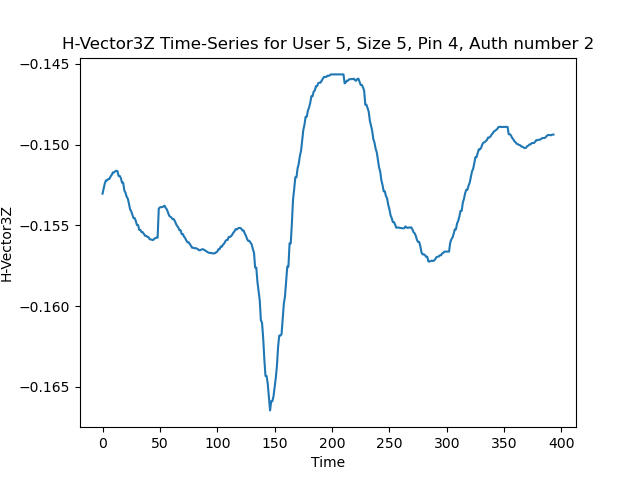 H-Vector3Z Time-Series for User 5, Size 5, Pin 4, Auth number 2
−0.145
−0.150
−0.155
−0.160
−0.165
H-Vector3Z
0 50 100 150 200 250 300 350 400
Time